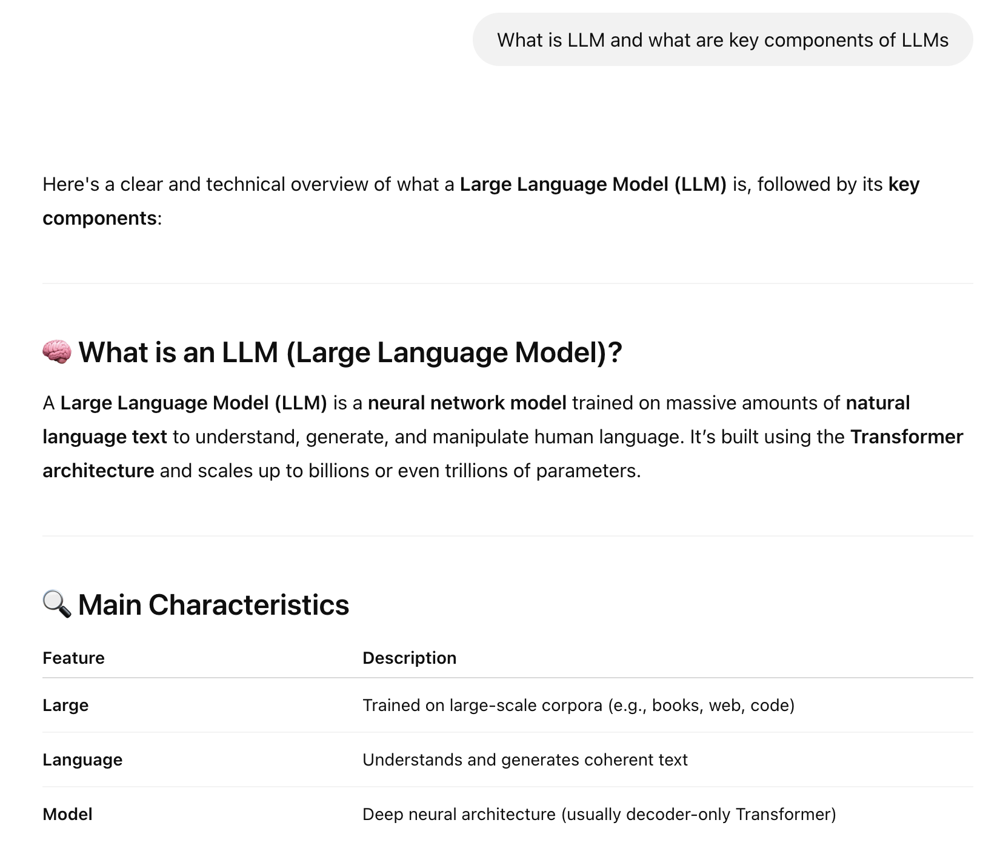 What is LLM and what are key components of LLMs
Here's a clear and technical overview of what a Large Language Model (LLM) is, followed by its key
components:
🧠 What is an LLM (Large Language Model)?
A Large Language Model (LLM) is a neural network model trained on massive amounts of natural
language text to understand, generate, and manipulate human language. It’s built using the Transformer
architecture and scales up to billions or even trillions of parameters.
🔍 Main Characteristics
Feature Description
Large Trained on large-scale corpora (e.g., books, web, code)
Language Understands and generates coherent text
Model Deep neural architecture (usually decoder-only Transformer)